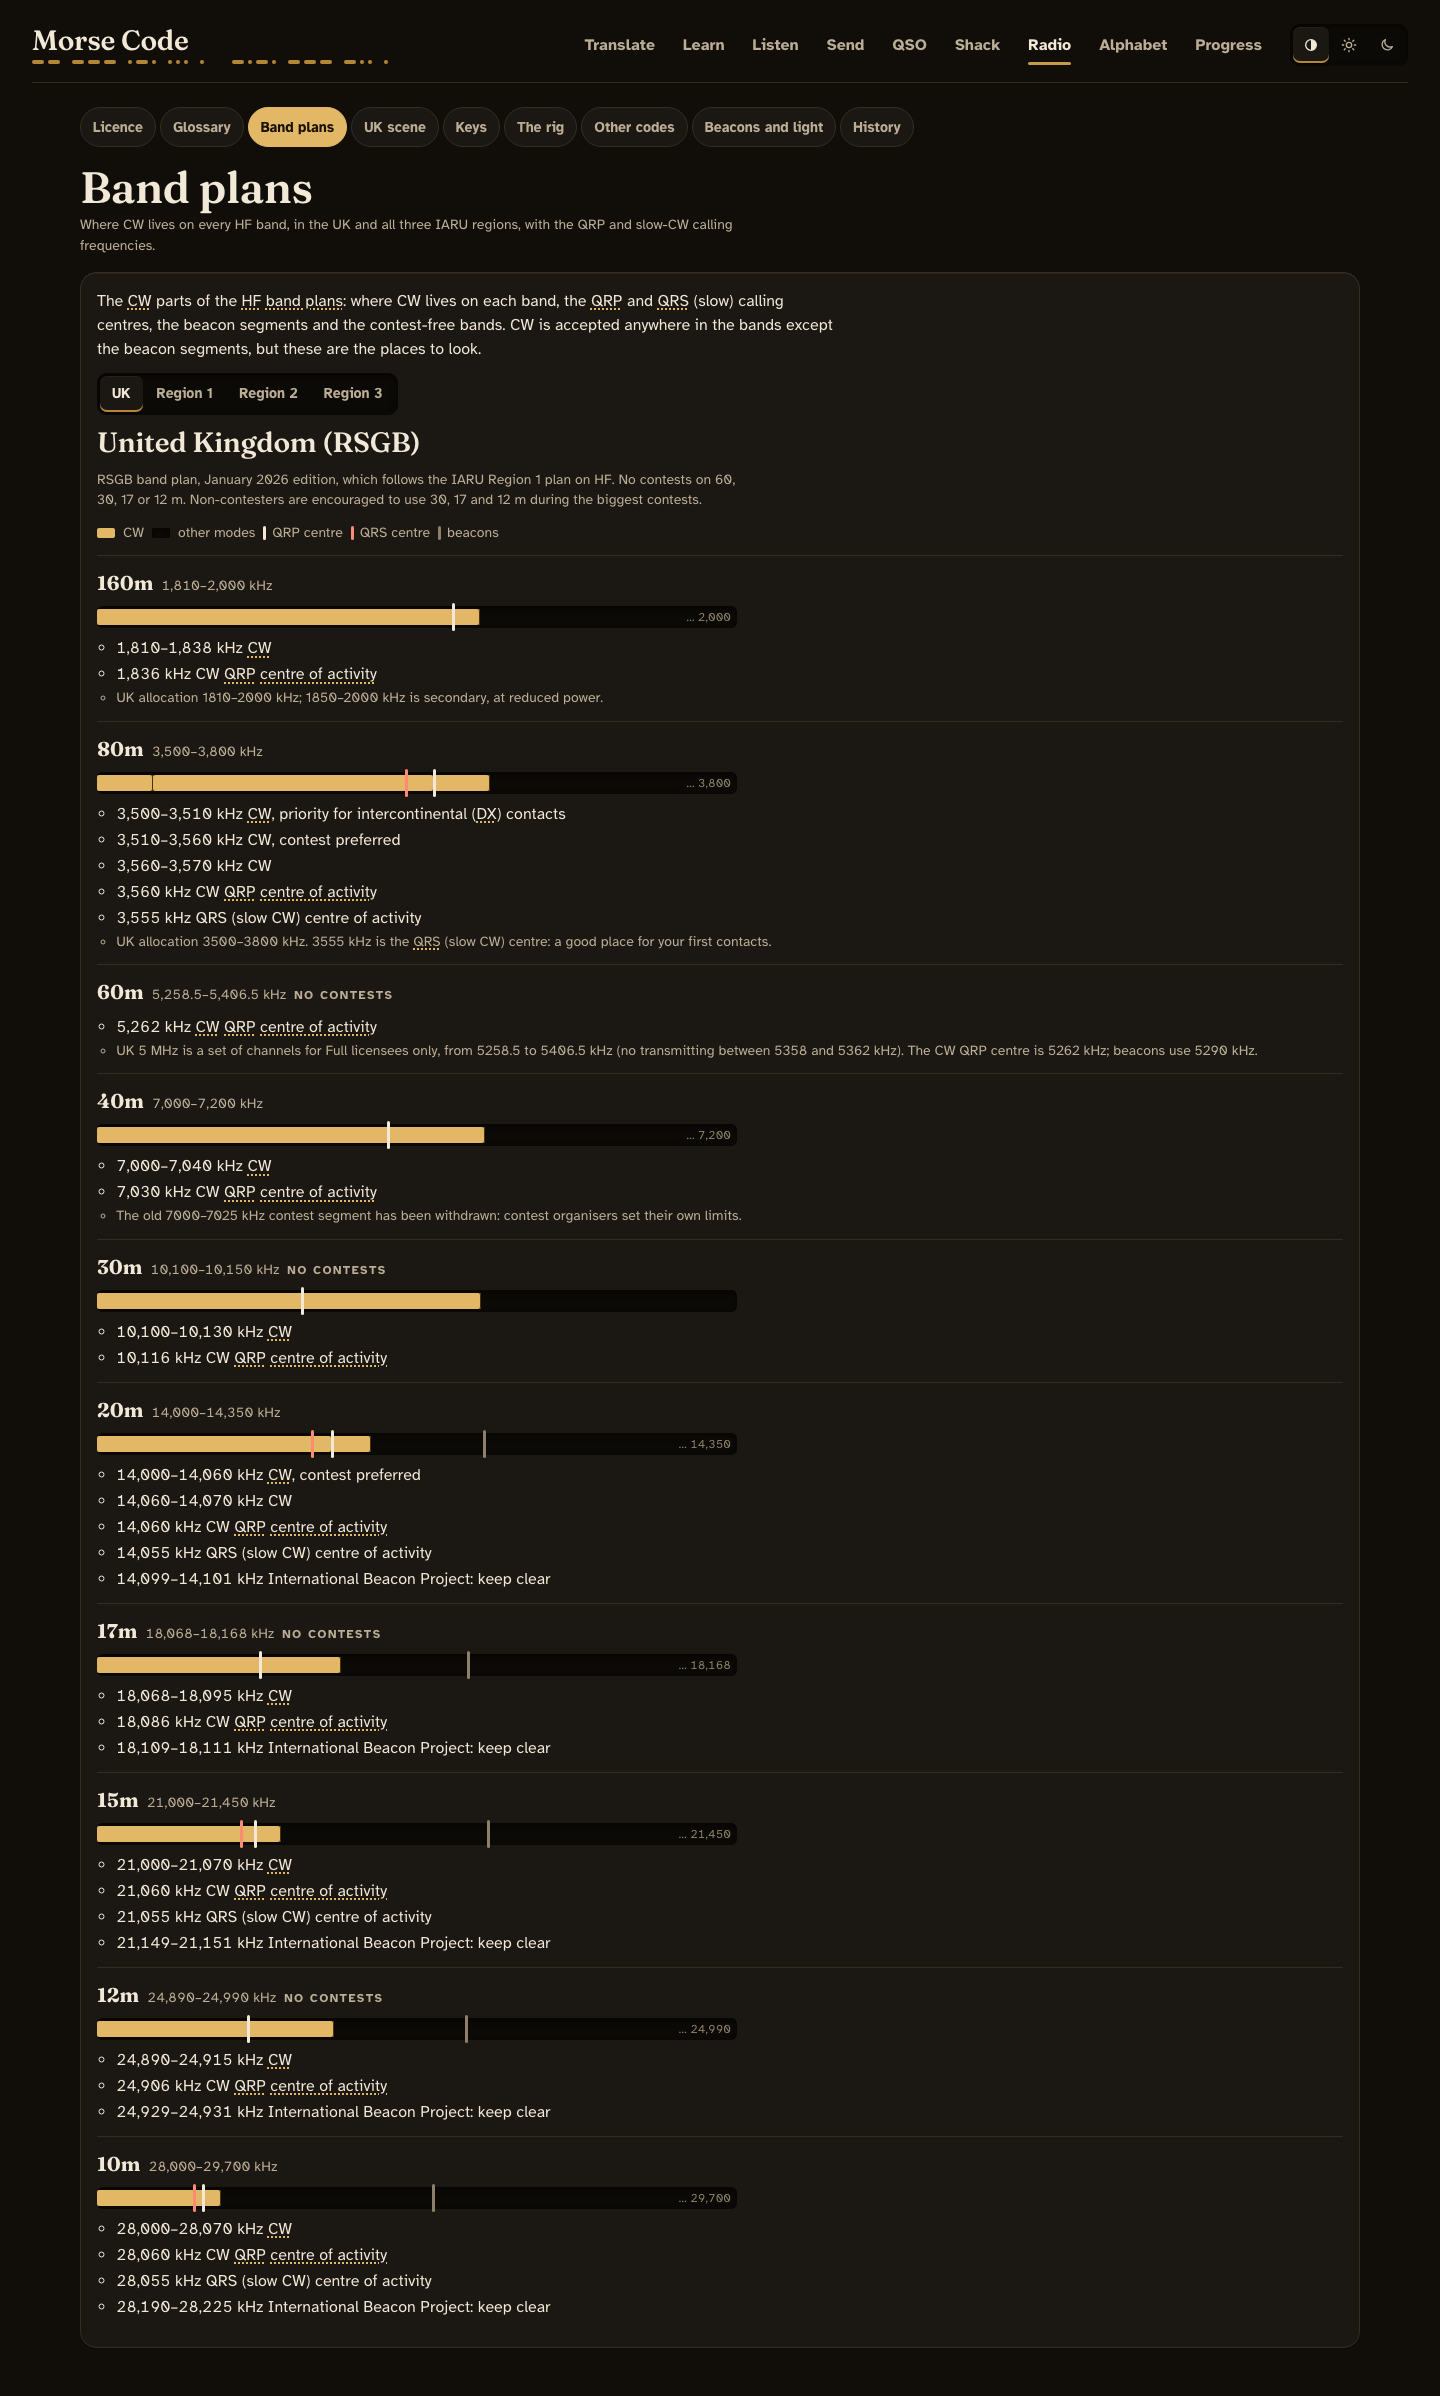 Morse Code
Translate Learn Listen Send QSO Shack Radio Alphabet Progress
Licence Glossary Band plans UK scene Keys The rig Other codes Beacons and light History
Band plans
Where CW lives on every HF band, in the UK and all three IARU regions, with the QRP and slow-CW calling
frequencies.
The CW parts of the HF band plans: where CW lives on each band, the QRP and QRS (slow) calling
centres, the beacon segments and the contest-free bands. CW is accepted anywhere in the bands except
the beacon segments, but these are the places to look.
UK Region 1 Region 2 Region 3
United Kingdom (RSGB)
RSGB band plan, January 2026 edition, which follows the IARU Region 1 plan on HF. No contests on 60,
30, 17 or 12 m. Non-contesters are encouraged to use 30, 17 and 12 m during the biggest contests.
CW other modes QRP centre QRS centre beacons
160m 1,810–2,000 kHz
... 2,000
1,810–1,838 kHz CW
1,836 kHz CW QRP centre of activity
UK allocation 1810–2000 kHz; 1850–2000 kHz is secondary, at reduced power.
80m 3,500–3,800 kHz
... 3,800
3,500–3,510 kHz CW, priority for intercontinental (DX) contacts
3,510–3,560 kHz CW, contest preferred
3,560–3,570 kHz CW
3,560 kHz CW QRP centre of activity
3,555 kHz QRS (slow CW) centre of activity
UK allocation 3500–3800 kHz. 3555 kHz is the QRS (slow CW) centre: a good place for your first contacts.
60m 5,258.5–5,406.5 kHz NO CONTESTS
5,262 kHz CW QRP centre of activity
UK 5 MHz is a set of channels for Full licensees only, from 5258.5 to 5406.5 kHz (no transmitting between 5358 and 5362 kHz). The CW QRP centre is 5262 kHz; beacons use 5290 kHz.
40m 7,000–7,200 kHz
... 7,200
7,000–7,040 kHz CW
7,030 kHz CW QRP centre of activity
The old 7000–7025 kHz contest segment has been withdrawn: contest organisers set their own limits.
30m 10,100–10,150 kHz NO CONTESTS
10,100–10,130 kHz CW
10,116 kHz CW QRP centre of activity
20m 14,000–14,350 kHz
... 14,350
14,000–14,060 kHz CW, contest preferred
14,060–14,070 kHz CW
14,060 kHz CW QRP centre of activity
14,055 kHz QRS (slow CW) centre of activity
14,099–14,101 kHz International Beacon Project: keep clear
17m 18,068–18,168 kHz NO CONTESTS
... 18,168
18,068–18,095 kHz CW
18,086 kHz CW QRP centre of activity
18,109–18,111 kHz International Beacon Project: keep clear
15m 21,000–21,450 kHz
... 21,450
21,000–21,070 kHz CW
21,060 kHz CW QRP centre of activity
21,055 kHz QRS (slow CW) centre of activity
21,149–21,151 kHz International Beacon Project: keep clear
12m 24,890–24,990 kHz NO CONTESTS
... 24,990
24,890–24,915 kHz CW
24,906 kHz CW QRP centre of activity
24,929–24,931 kHz International Beacon Project: keep clear
10m 28,000–29,700 kHz
... 29,700
28,000–28,070 kHz CW
28,060 kHz CW QRP centre of activity
28,055 kHz QRS (slow CW) centre of activity
28,190–28,225 kHz International Beacon Project: keep clear